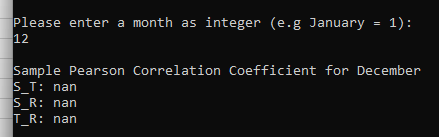 Please enter a month as integer (e.g January = 1):
12
Sample Pearson Correlation Coefficient for December
S_T: nan
S_R: nan
T_R: nan